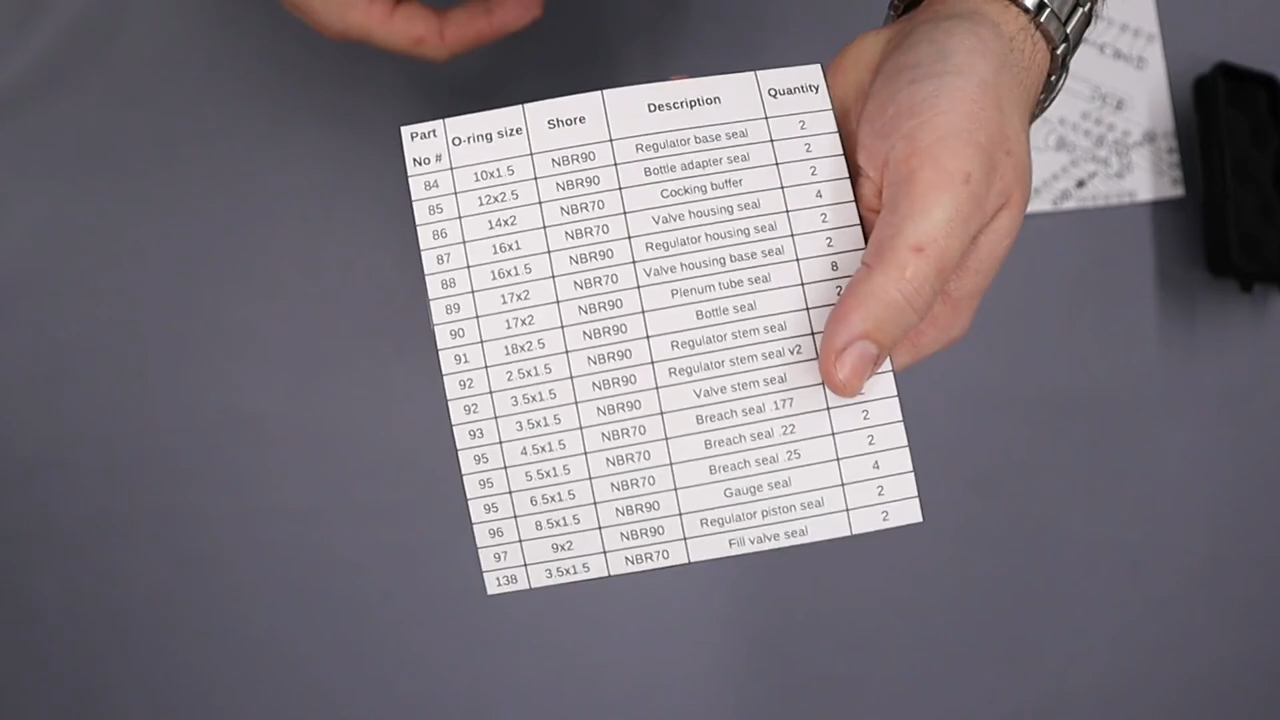 Part No # O-ring size Shore Description Quantity
84 10x1.5 NBR90 Regulator base seal 2
85 12x2.5 NBR90 Bottle adapter seal 2
86 14x2 NBR70 Cocking buffer 2
87 16x1 NBR70 Valve housing seal 4
88 16x1.5 NBR90 Regulator housing seal 2
89 17x2 NBR70 Valve housing base seal 2
90 17x2 NBR90 Plenum tube seal 8
91 18x2.5 NBR90 Bottle seal 2
92 2.5x1.5 NBR90 Regulator stem seal
92 3.5x1.5 NBR90 Regulator stem seal v2
93 3.5x1.5 NBR90 Valve stem seal
95 4.5x1.5 NBR70 Breach seal .177
95 5.5x1.5 NBR70 Breach seal .22 2
95 6.5x1.5 NBR70 Breach seal .25 2
96 8.5x1.5 NBR90 Gauge seal 4
97 9x2 NBR90 Regulator piston seal 2
138 3.5x1.5 NBR70 Fill valve seal 2